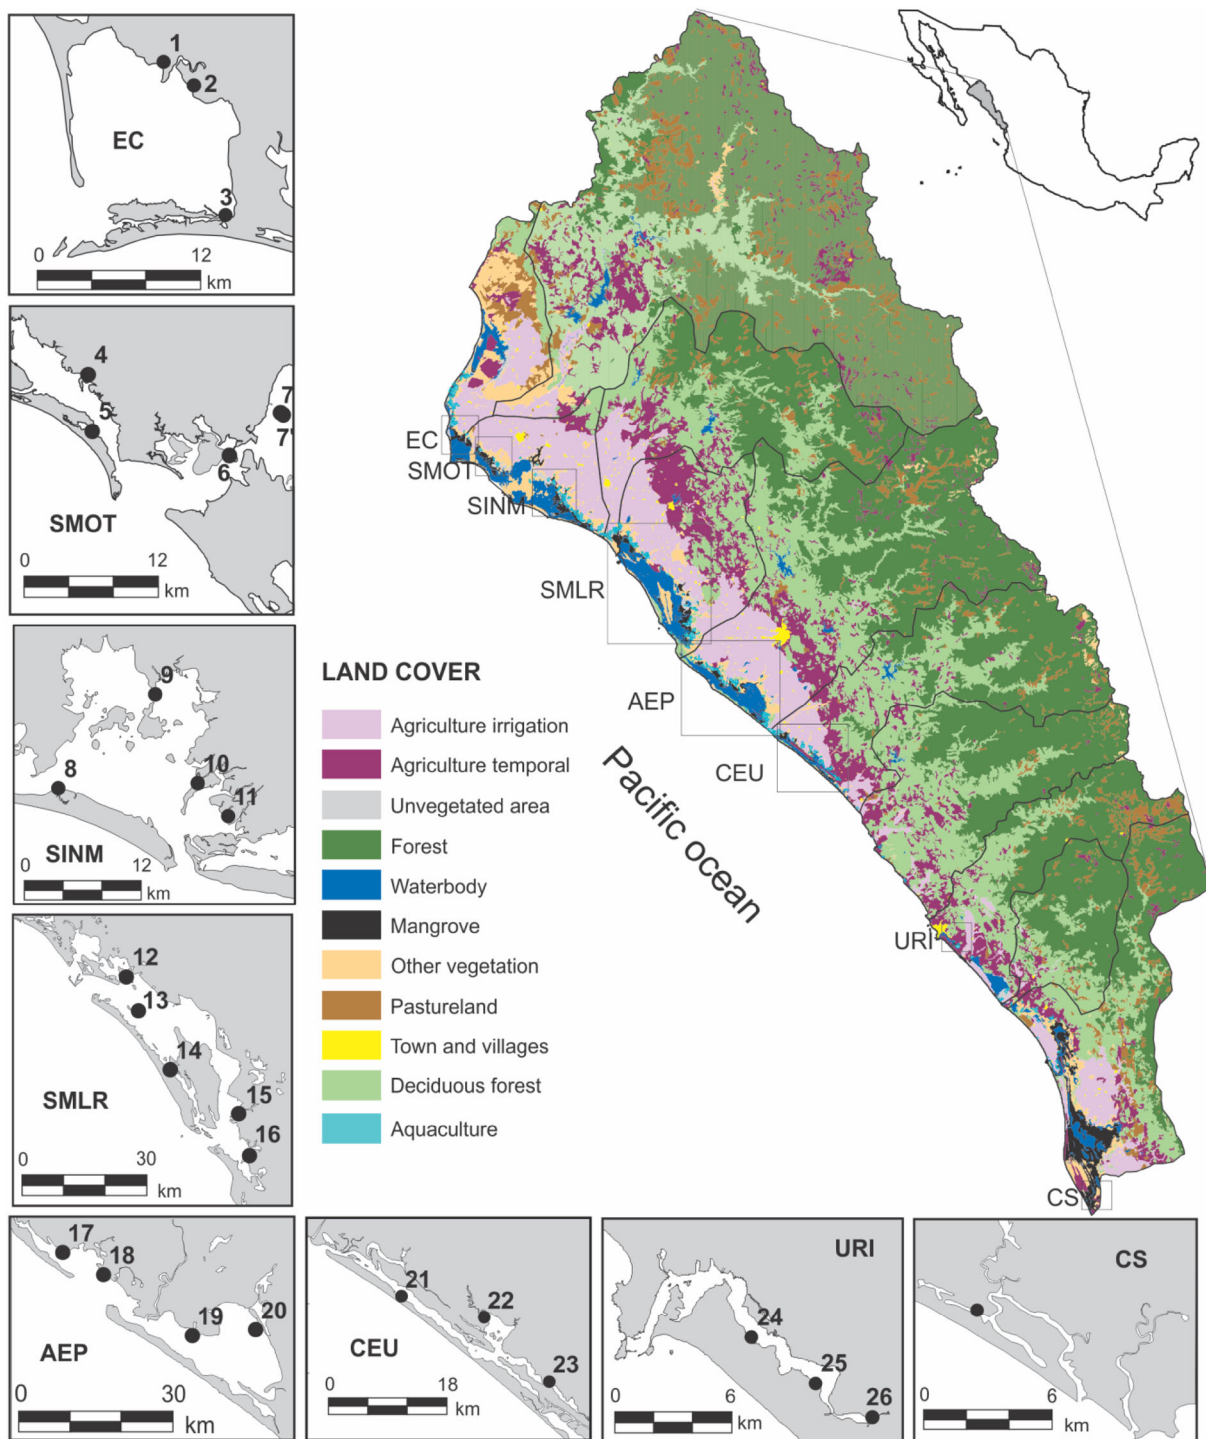 1
2
EC
3
0 12
km
4
5
7
7'
6
SMOT
0 12
km
9
8
10
11
SINM
0 12
km
12
13
14
15
16
SMLR
0 30
km
EC
SMOT
SINM
SMLR
AEP
CEU
URI
CS
Pacific ocean
LAND COVER
Agriculture irrigation
Agriculture temporal
Unvegetated area
Forest
Waterbody
Mangrove
Other vegetation
Pastureland
Town and villages
Deciduous forest
Aquaculture
17
18
19
20
AEP
0 30
km
21
22
23
CEU
0 18
km
URI
24
25
26
0 6
km
CS
0 6
km